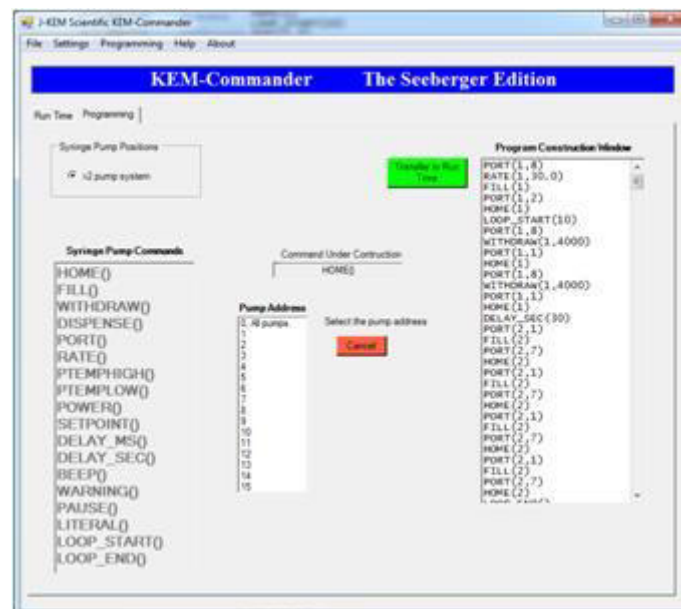 J-KEM Scientific KEM-Commander
File Settings Programming Help About
KEM-Commander The Seeberger Edition
Run Time Programming
Syringe Pump Positions
v2 pump system
Transfer to Run
Time
Program Construction Window
PORT(1,8)
RATE(1,30.0)
FILL(1)
PORT(1,2)
HOME(1)
LOOP_START(10)
PORT(1,8)
WITHDRAW(1,4000)
PORT(1,1)
HOME(1)
PORT(1,8)
WITHDRAW(1,4000)
PORT(1,1)
HOME(1)
DELAY_SEC(30)
PORT(2,1)
FILL(2)
PORT(2,7)
HOME(2)
PORT(2,1)
FILL(2)
PORT(2,7)
HOME(2)
PORT(2,1)
FILL(2)
PORT(2,7)
HOME(2)
PORT(2,1)
FILL(2)
PORT(2,7)
HOME(2)
LOOP_END()
Syringe Pump Commands
HOME()
FILL()
WITHDRAW()
DISPENSE()
PORT()
RATE()
PTEMPHIGH()
PTEMPLOW()
POWER()
SETPOINT()
DELAY_MS()
DELAY_SEC()
BEEP()
WARNING()
PAUSE()
LITERAL()
LOOP_START()
LOOP_END()
Command Under Contruction
HOME()
Pump Address
0, All pumps
1
2
3
4
5
6
7
8
9
10
11
12
13
14
15
Select the pump address
Cancel